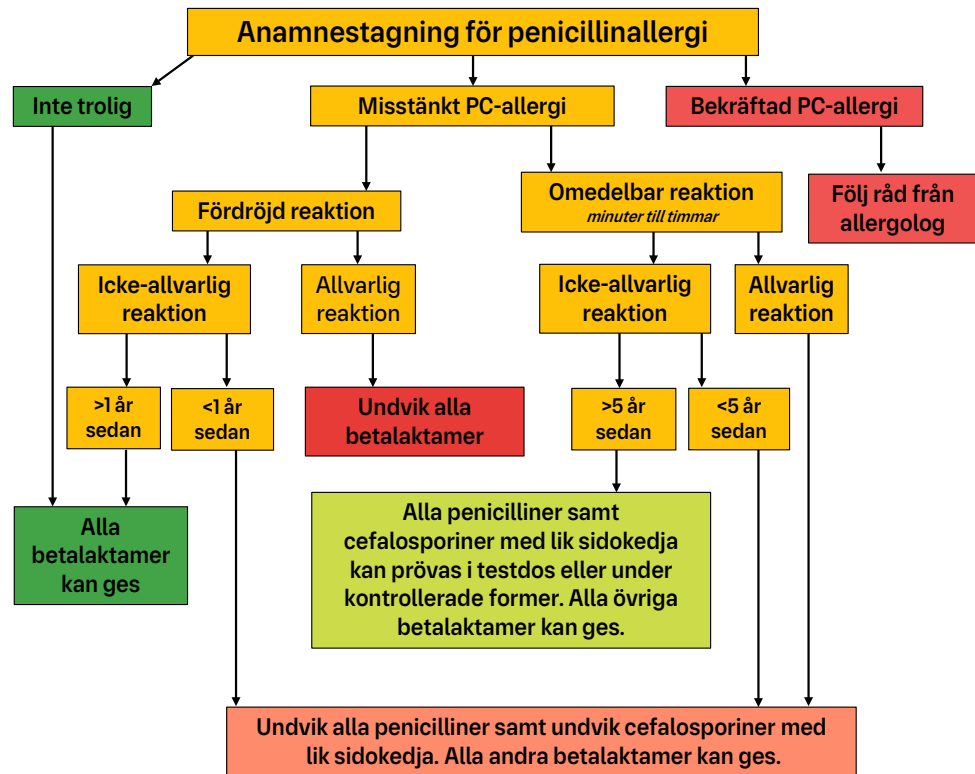 Anamnestagning för penicillinallergi
Inte trolig
Misstänkt PC-allergi
Bekräftad PC-allergi
Fördröjd reaktion
Omedelbar reaktion
minuter till timmar
Följ råd från
allergolog
Icke-allvarlig
reaktion
Allvarlig
reaktion
Icke-allvarlig
reaktion
Allvarlig
reaktion
>1 år
sedan
<1 år
sedan
Undvik alla
betalaktamer
>5 år
sedan
<5 år
sedan
Alla
betalaktamer
kan ges
Alla penicilliner samt
cefalosporiner med lik sidokedja
kan prövas i testdos eller under
kontrollerade former. Alla övriga
betalaktamer kan ges.
Undvik alla penicilliner samt undvik cefalosporiner med
lik sidokedja. Alla andra betalaktamer kan ges.